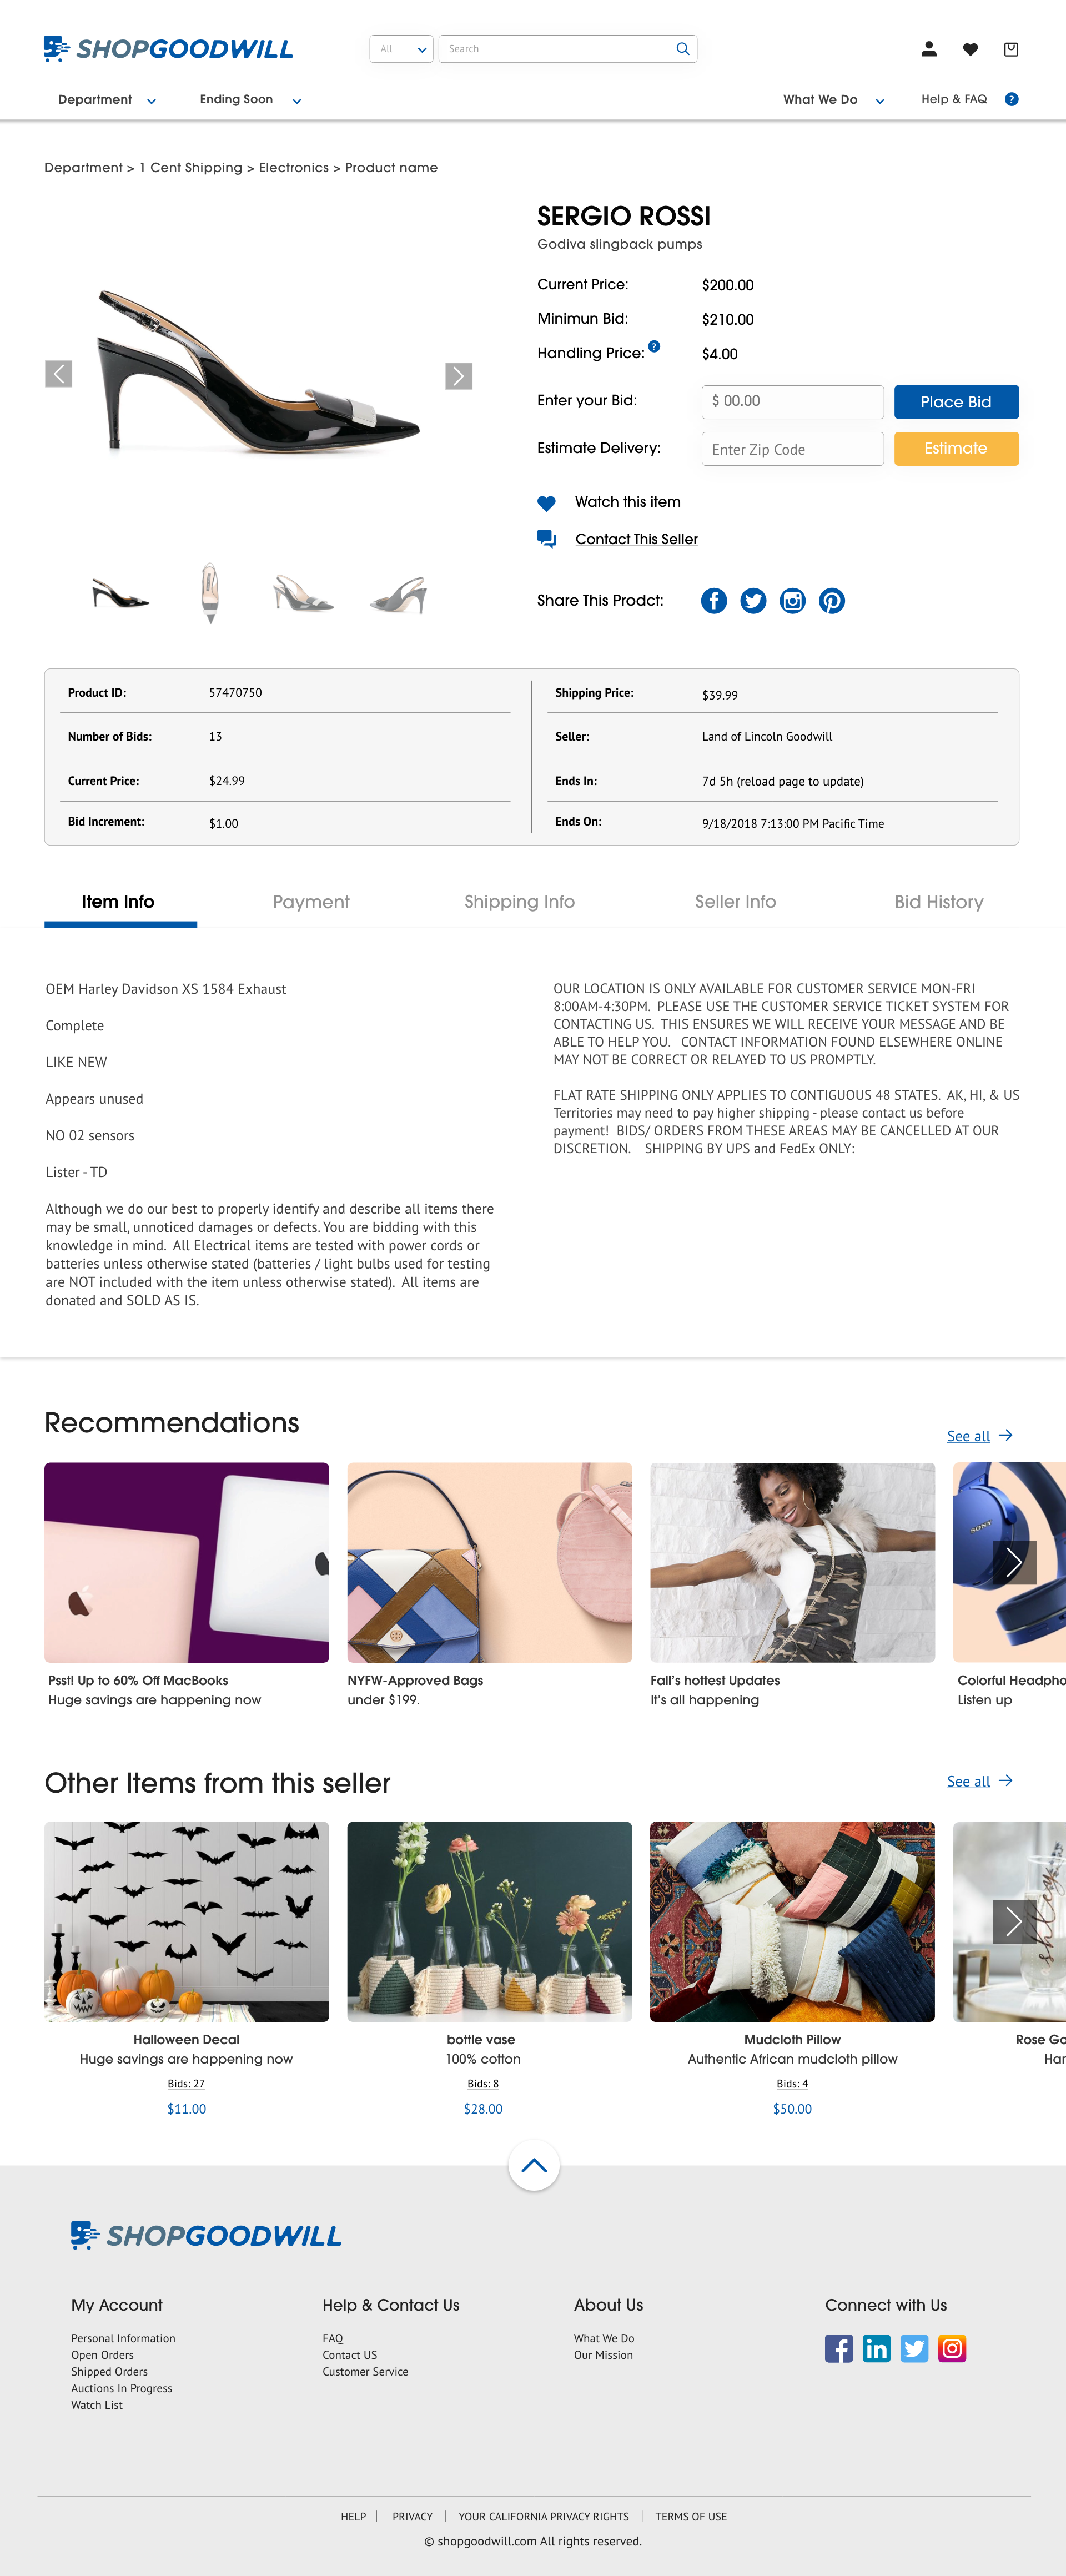 SHOPGOODWILL
All
Search
Department
Ending Soon
What We Do
Help & FAQ
?
Department > 1 Cent Shipping > Electronics > Product name
SERGIO ROSSI
Godiva slingback pumps
Current Price:
$200.00
Minimun Bid:
$210.00
Handling Price:
?
$4.00
Enter your Bid:
$ 00.00
Place Bid
Estimate Delivery:
Enter Zip Code
Estimate
Watch this item
Contact This Seller
Share This Prodct:
Product ID:
57470750
Number of Bids:
13
Current Price:
$24.99
Bid Increment:
$1.00
Shipping Price:
$39.99
Seller:
Land of Lincoln Goodwill
Ends In:
7d 5h (reload page to update)
Ends On:
9/18/2018 7:13:00 PM Pacific Time
Item Info
Payment
Shipping Info
Seller Info
Bid History
OEM Harley Davidson XS 1584 Exhaust
Complete
LIKE NEW
Appears unused
NO 02 sensors
Lister - TD
Although we do our best to properly identify and describe all items there
may be small, unnoticed damages or defects. You are bidding with this
knowledge in mind.  All Electrical items are tested with power cords or
batteries unless otherwise stated (batteries / light bulbs used for testing
are NOT included with the item unless otherwise stated).  All items are
donated and SOLD AS IS.
OUR LOCATION IS ONLY AVAILABLE FOR CUSTOMER SERVICE MON-FRI
8:00AM-4:30PM.  PLEASE USE THE CUSTOMER SERVICE TICKET SYSTEM FOR
CONTACTING US.  THIS ENSURES WE WILL RECEIVE YOUR MESSAGE AND BE
ABLE TO HELP YOU.   CONTACT INFORMATION FOUND ELSEWHERE ONLINE
MAY NOT BE CORRECT OR RELAYED TO US PROMPTLY.
FLAT RATE SHIPPING ONLY APPLIES TO CONTIGUOUS 48 STATES.  AK, HI, & US
Territories may need to pay higher shipping - please contact us before
payment!  BIDS/ ORDERS FROM THESE AREAS MAY BE CANCELLED AT OUR
DISCRETION.    SHIPPING BY UPS and FedEx ONLY:
Recommendations
See all
SONY
Psst! Up to 60% Off MacBooks
Huge savings are happening now
NYFW-Approved Bags
under $199.
Fall's hottest Updates
It's all happening
Colorful Headpho
Listen up
Other Items from this seller
See all
Halloween Decal
Huge savings are happening now
Bids: 27
$11.00
bottle vase
100% cotton
Bids: 8
$28.00
Mudcloth Pillow
Authentic African mudcloth pillow
Bids: 4
$50.00
Rose Go
Har
SHOPGOODWILL
My Account
Personal Information
Open Orders
Shipped Orders
Auctions In Progress
Watch List
Help & Contact Us
FAQ
Contact US
Customer Service
About Us
What We Do
Our Mission
Connect with Us
HELP | PRIVACY | YOUR CALIFORNIA PRIVACY RIGHTS | TERMS OF USE
© shopgoodwill.com All rights reserved.